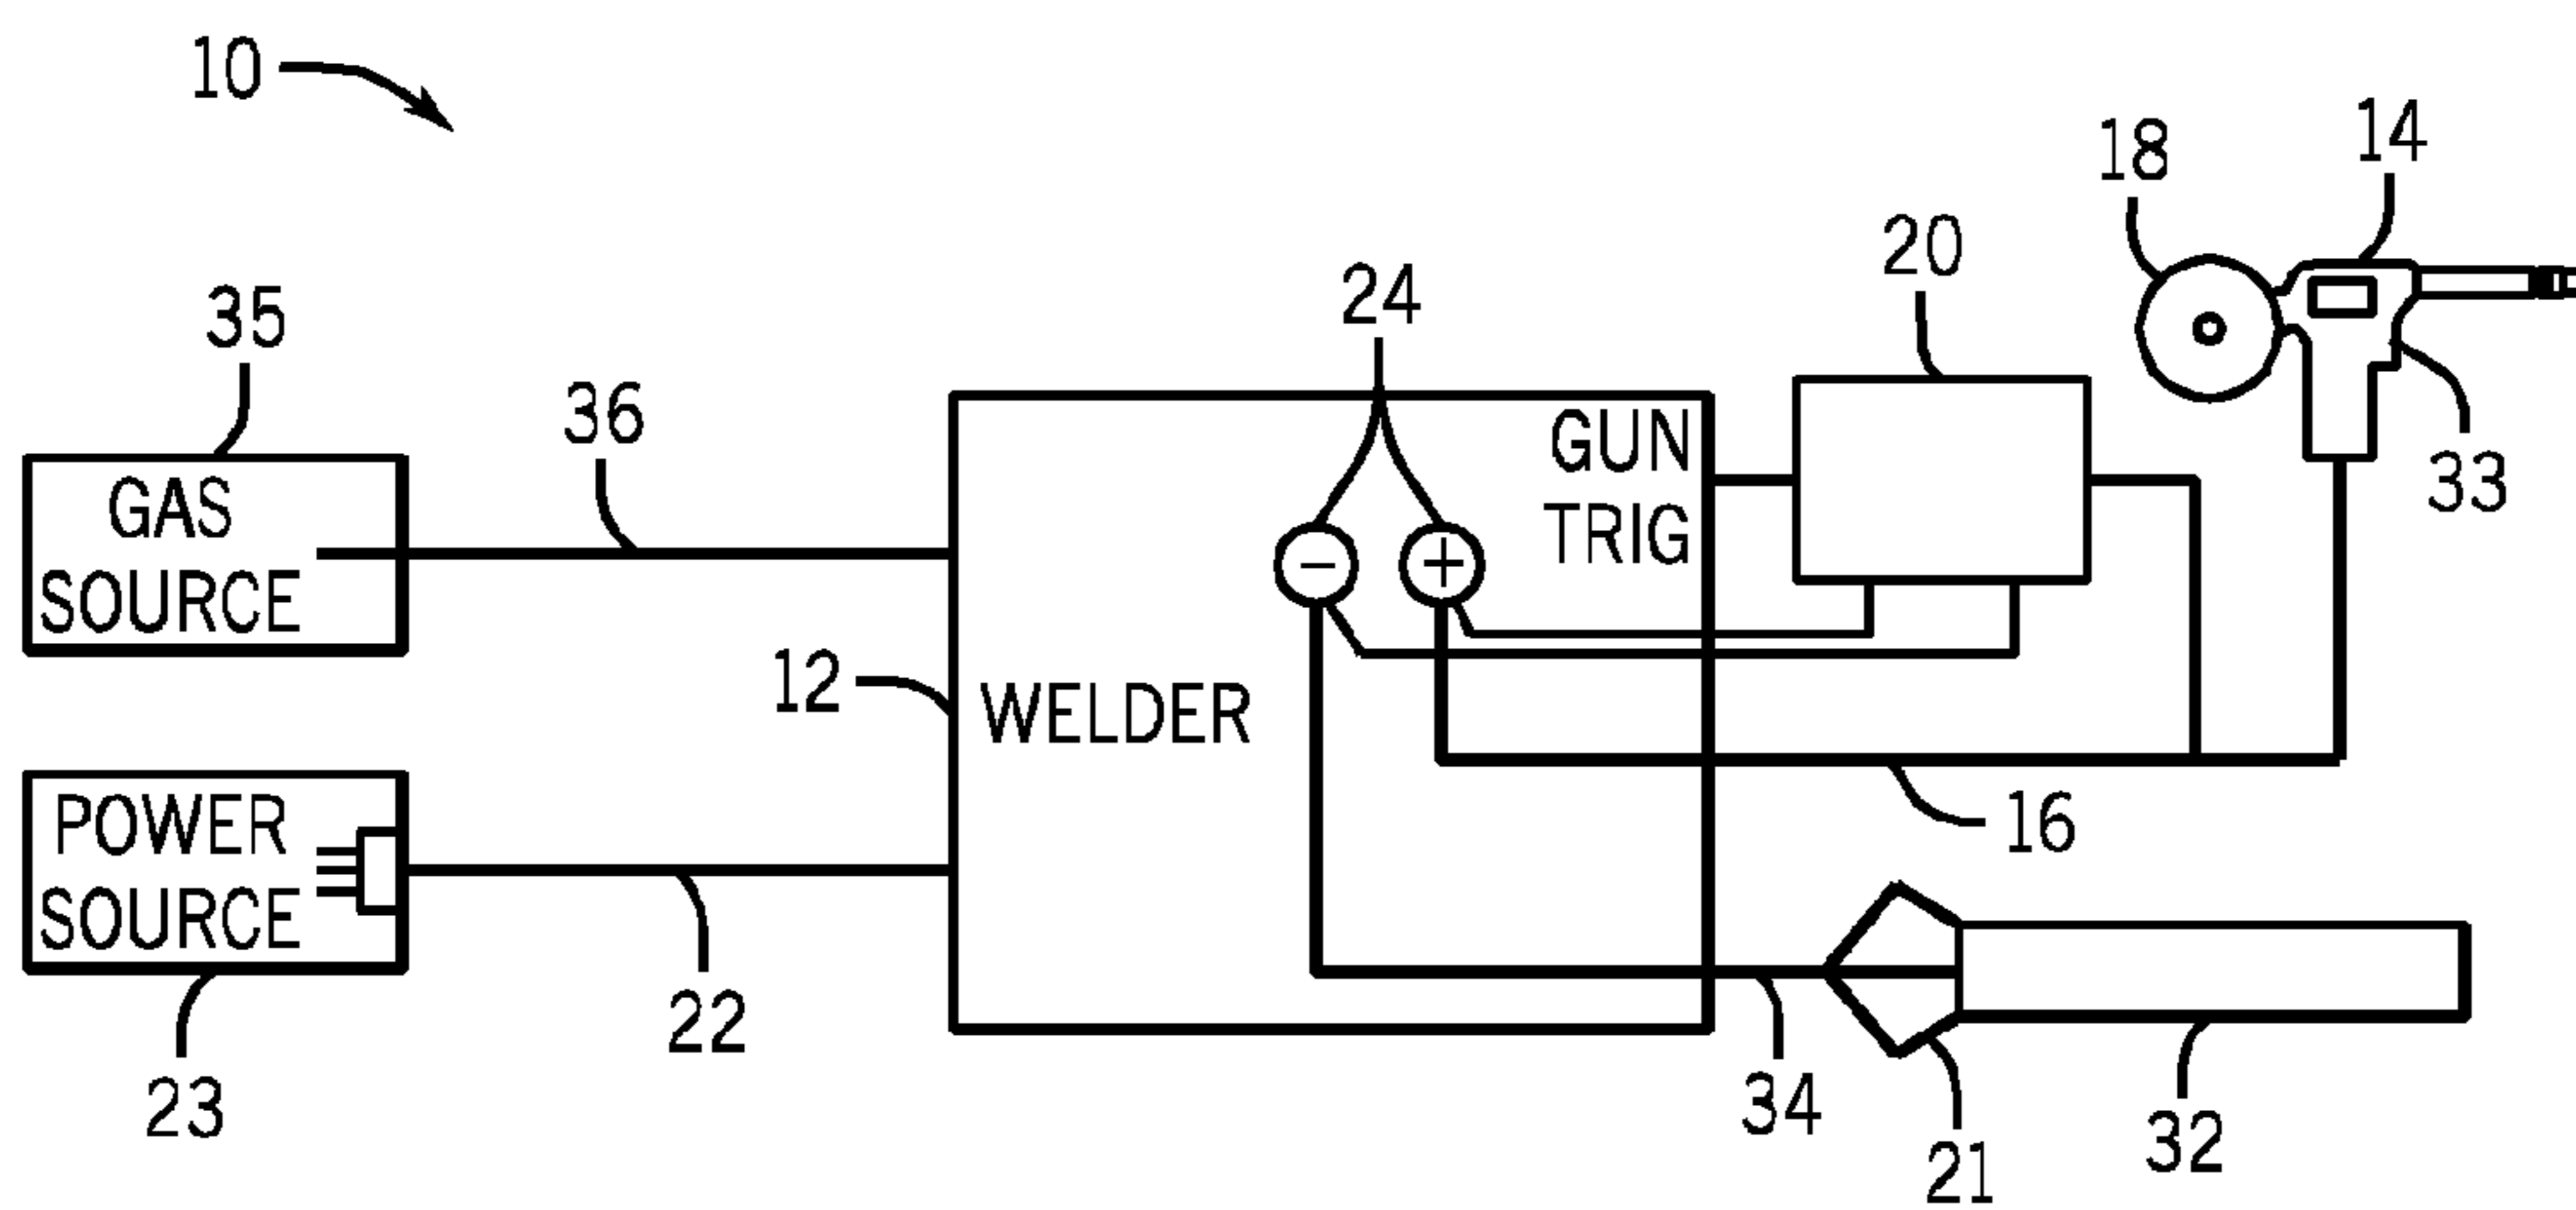 10
18
14
20
24
35
36
GUN
TRIG
33
GAS
SOURCE
−
+
12
WELDER
16
POWER
SOURCE
22
23
34
21
32